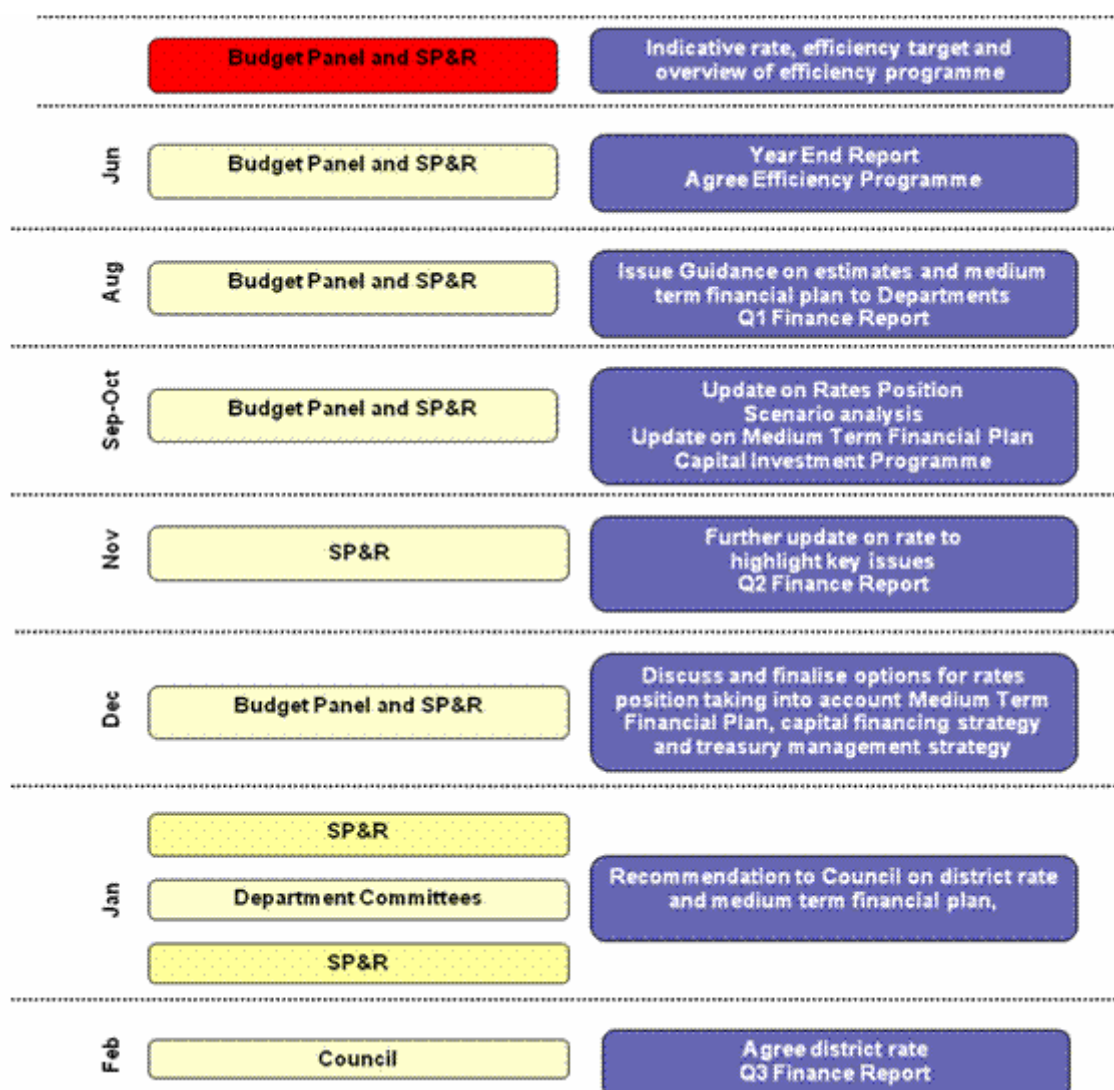 Budget Panel and SP&R
Indicative rate, efficiency target and
overview of efficiency programme
Jun
Budget Panel and SP&R
Year End Report
Agree Efficiency Programme
Aug
Budget Panel and SP&R
Issue Guidance on estimates and medium
term financial plan to Departments
Q1 Finance Report
Sep-Oct
Budget Panel and SP&R
Update on Rates Position
Scenario analysis
Update on Medium Term Financial Plan
Capital Investment Programme
Nov
SP&R
Further update on rate to
highlight key issues
Q2 Finance Report
Dec
Budget Panel and SP&R
Discuss and finalise options for rates
position taking into account Medium Term
Financial Plan, capital financing strategy
and treasury management strategy
Jan
SP&R
Department Committees
SP&R
Recommendation to Council on district rate
and medium term financial plan,
Feb
Council
Agree district rate
Q3 Finance Report